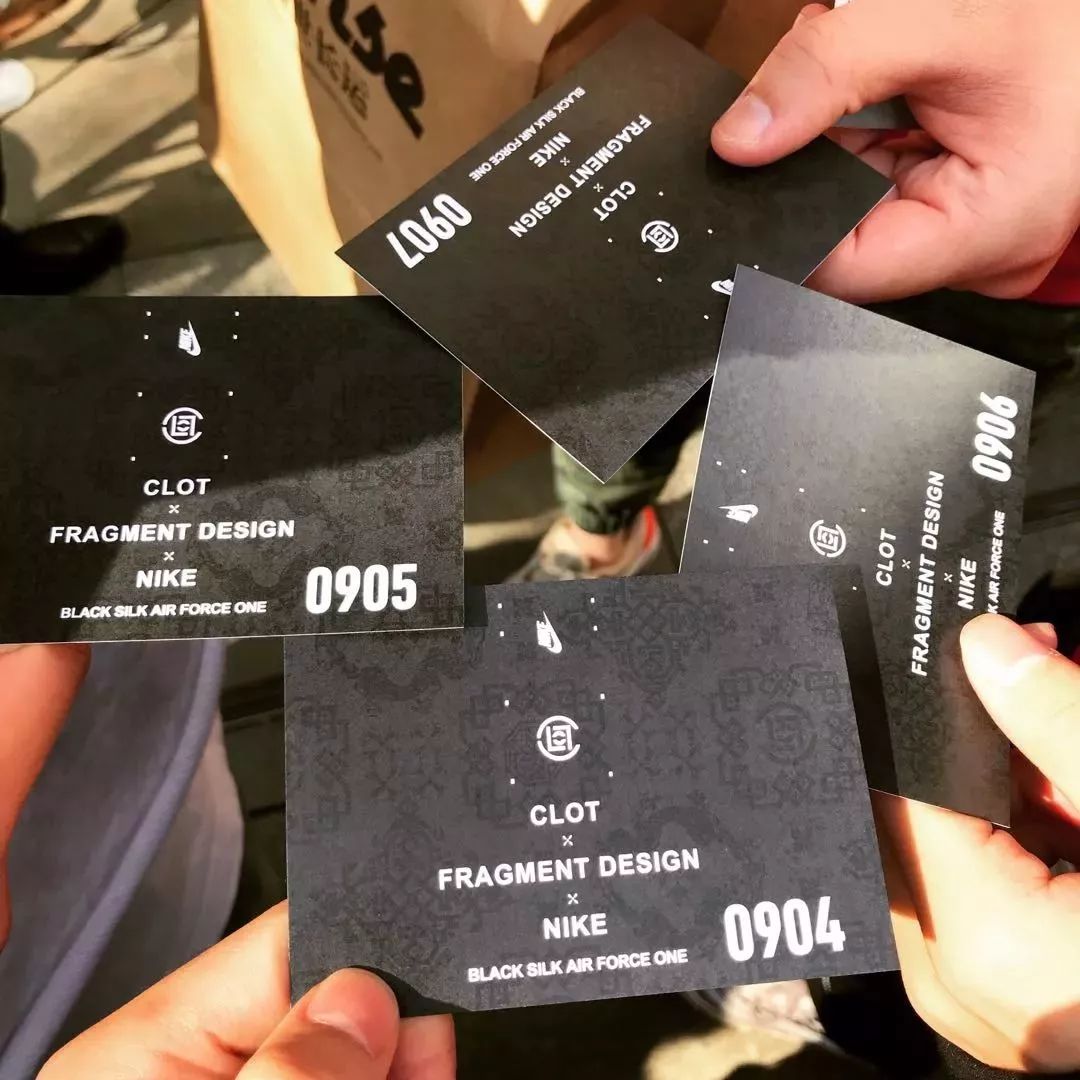 BLACK SILK AIR FORCE ONE
NIKE
×
FRAGMENT DESIGN
×
CLOT
0907
CLOT
×
FRAGMENT DESIGN
×
NIKE
BLACK SILK AIR FORCE ONE
0905
CLOT
×
FRAGMENT DESIGN
×
NIKE
K AIR FORCE ONE
0906
CLOT
×
FRAGMENT DESIGN
×
NIKE
BLACK SILK AIR FORCE ONE
0904